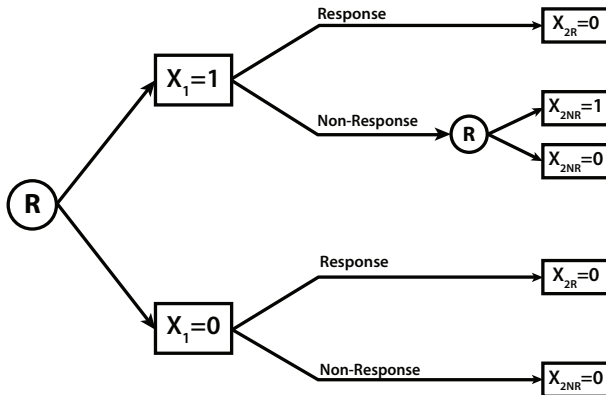 Response
X2R=0
X1=1
X2NR=1
Non-Response
R
X2NR=0
R
Response
X2R=0
X1=0
Non-Response
X2NR=0